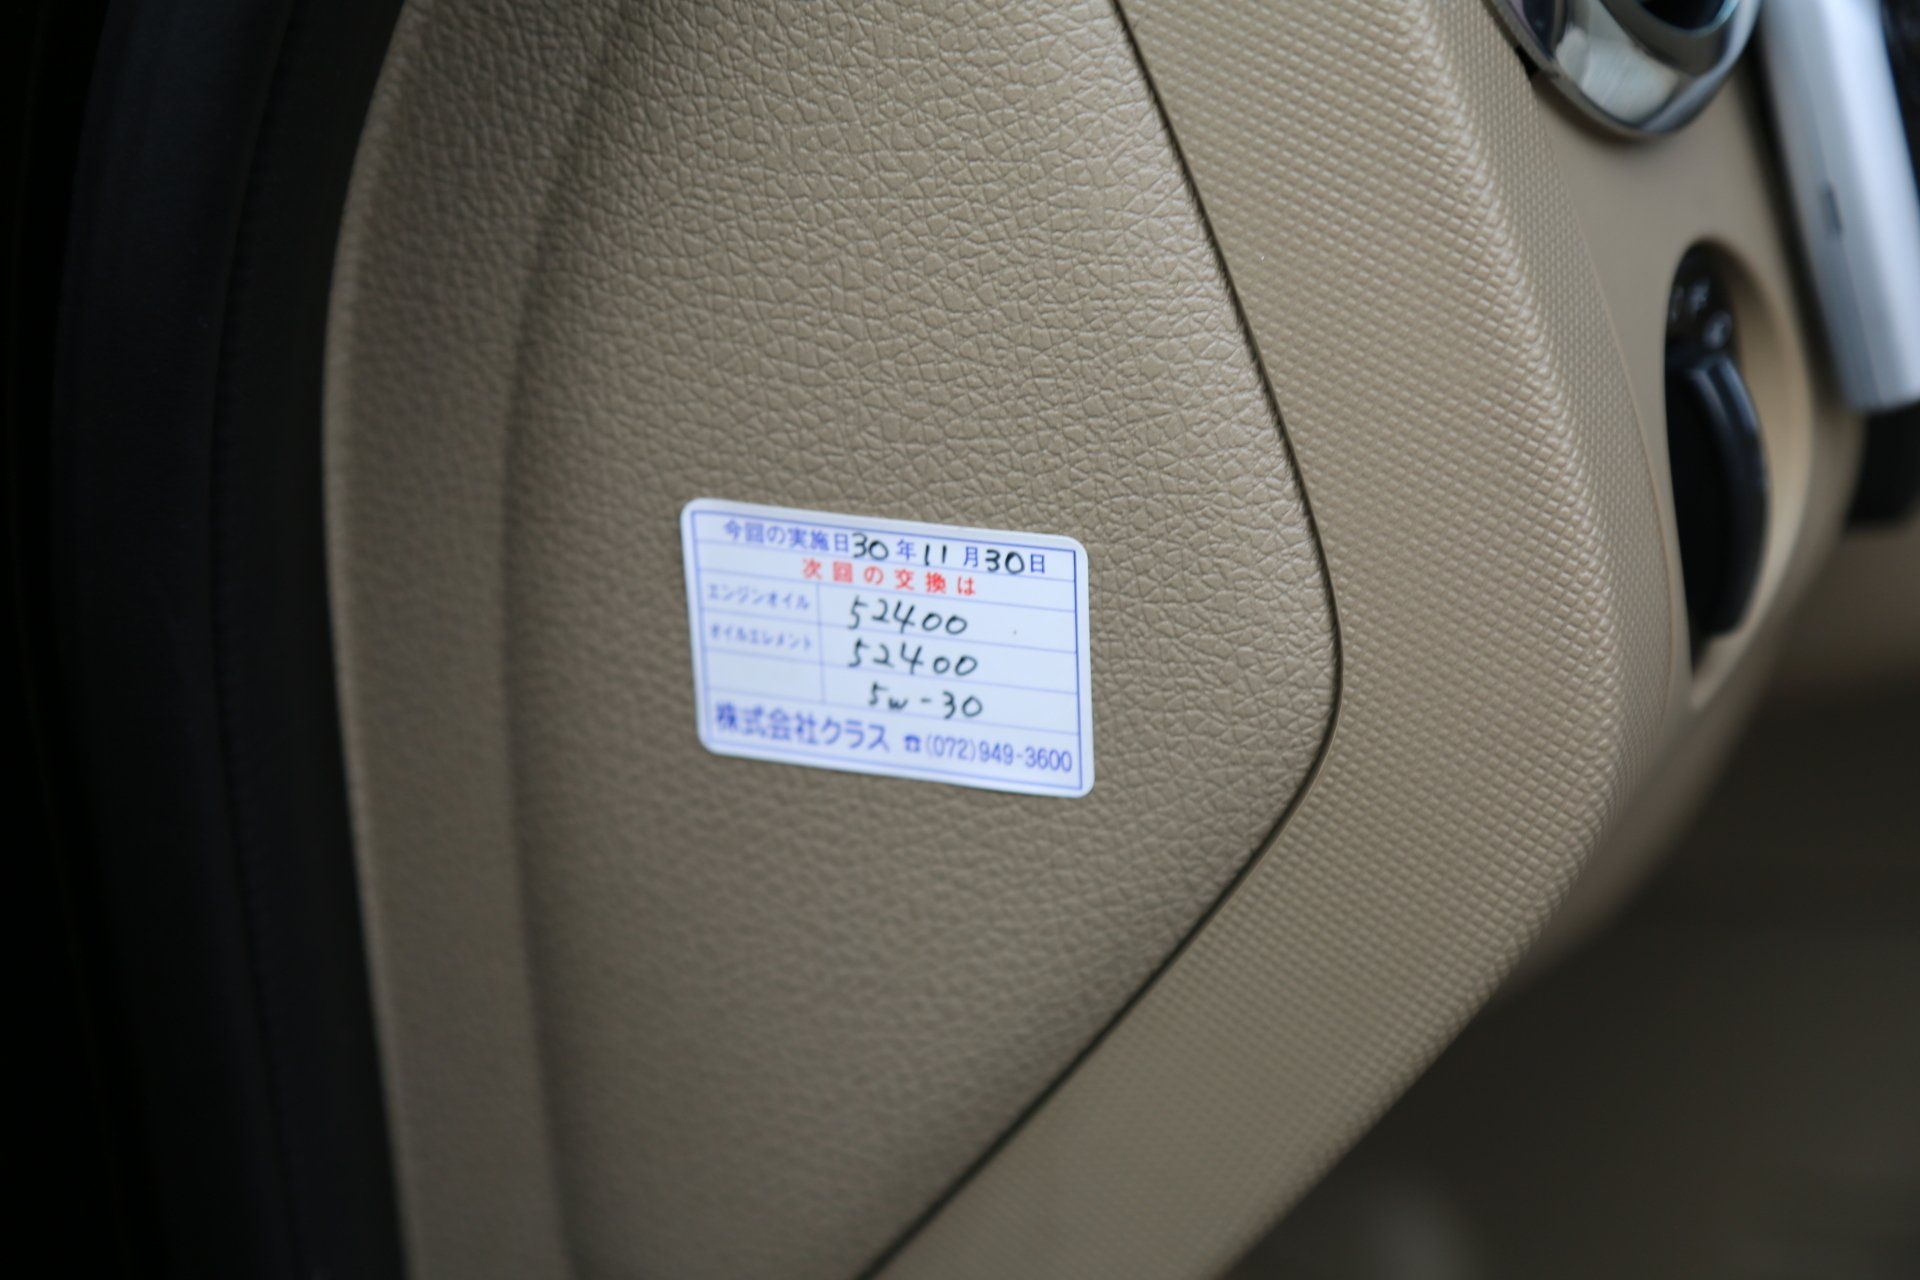 今回の実施日30年11月30日
次回の交換は
エンジンオイル 52400
オイルエレメント 52400
5w-30
株式会社クラス ☎(072)949-3600